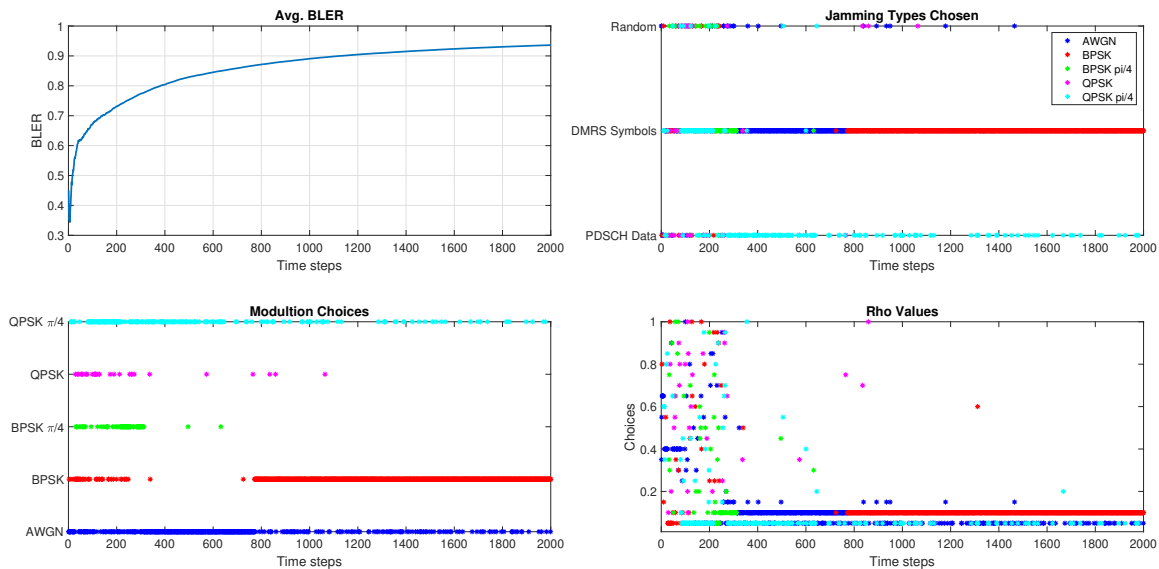 Avg. BLER
1
0.9
0.8
0.7
0.6
0.5
0.4
0.3
BLER
0 200 400 600 800 1000 1200 1400 1600 1800 2000
Time steps
Jamming Types Chosen
Random
DMRS Symbols
PDSCH Data
AWGN
BPSK
BPSK pi/4
QPSK
QPSK pi/4
0 200 400 600 800 1000 1200 1400 1600 1800 2000
Time steps
Modultion Choices
QPSK π/4
QPSK
BPSK π/4
BPSK
AWGN
0 200 400 600 800 1000 1200 1400 1600 1800 2000
Time steps
Rho Values
1
0.8
0.6
0.4
0.2
Choices
0 200 400 600 800 1000 1200 1400 1600 1800 2000
Time steps